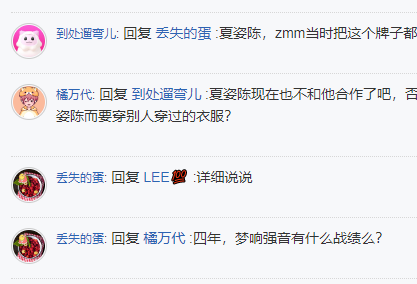 到处遛弯儿: 回复 丢失的蛋 :夏姿陈，zmm当时把这个牌子都
橘万代: 回复 到处遛弯儿 :夏姿陈现在也不和他合作了吧，否
姿陈而要穿别人穿过的衣服？
丢失的蛋: 回复 LEE💯 :详细说说
丢失的蛋: 回复 橘万代 :四年，梦响强音有什么战绩么？